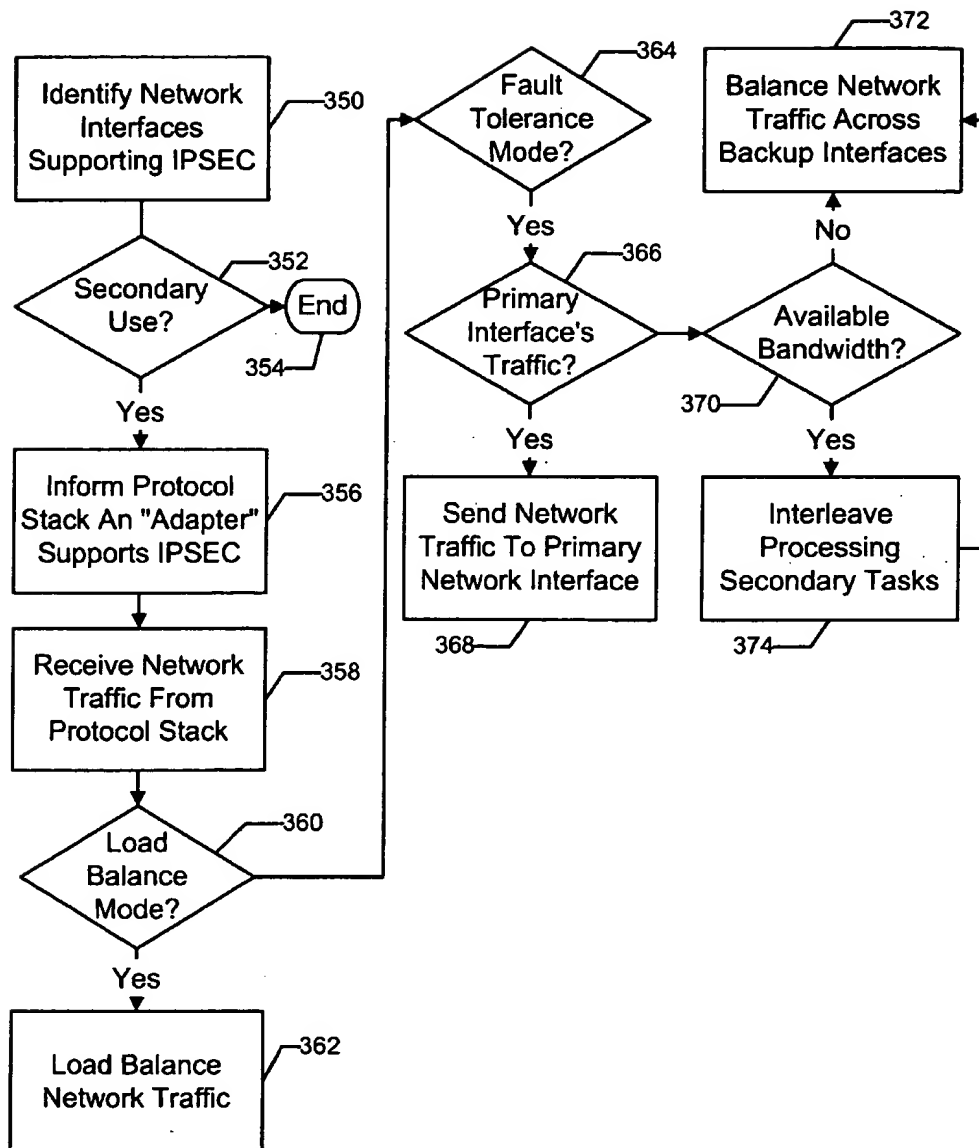 Identify Network
Interfaces
Supporting IPSEC
350
352
Secondary
Use?
End
354
Yes
Inform Protocol
Stack An "Adapter"
Supports IPSEC
356
Receive Network
Traffic From
Protocol Stack
358
360
Load
Balance
Mode?
Yes
Load Balance
Network Traffic
362
364
Fault
Tolerance
Mode?
Yes
366
Primary
Interface's
Traffic?
Yes
Send Network
Traffic To Primary
Network Interface
368
372
Balance Network
Traffic Across
Backup Interfaces
No
Available
Bandwidth?
370
Yes
Interleave
Processing
Secondary Tasks
374